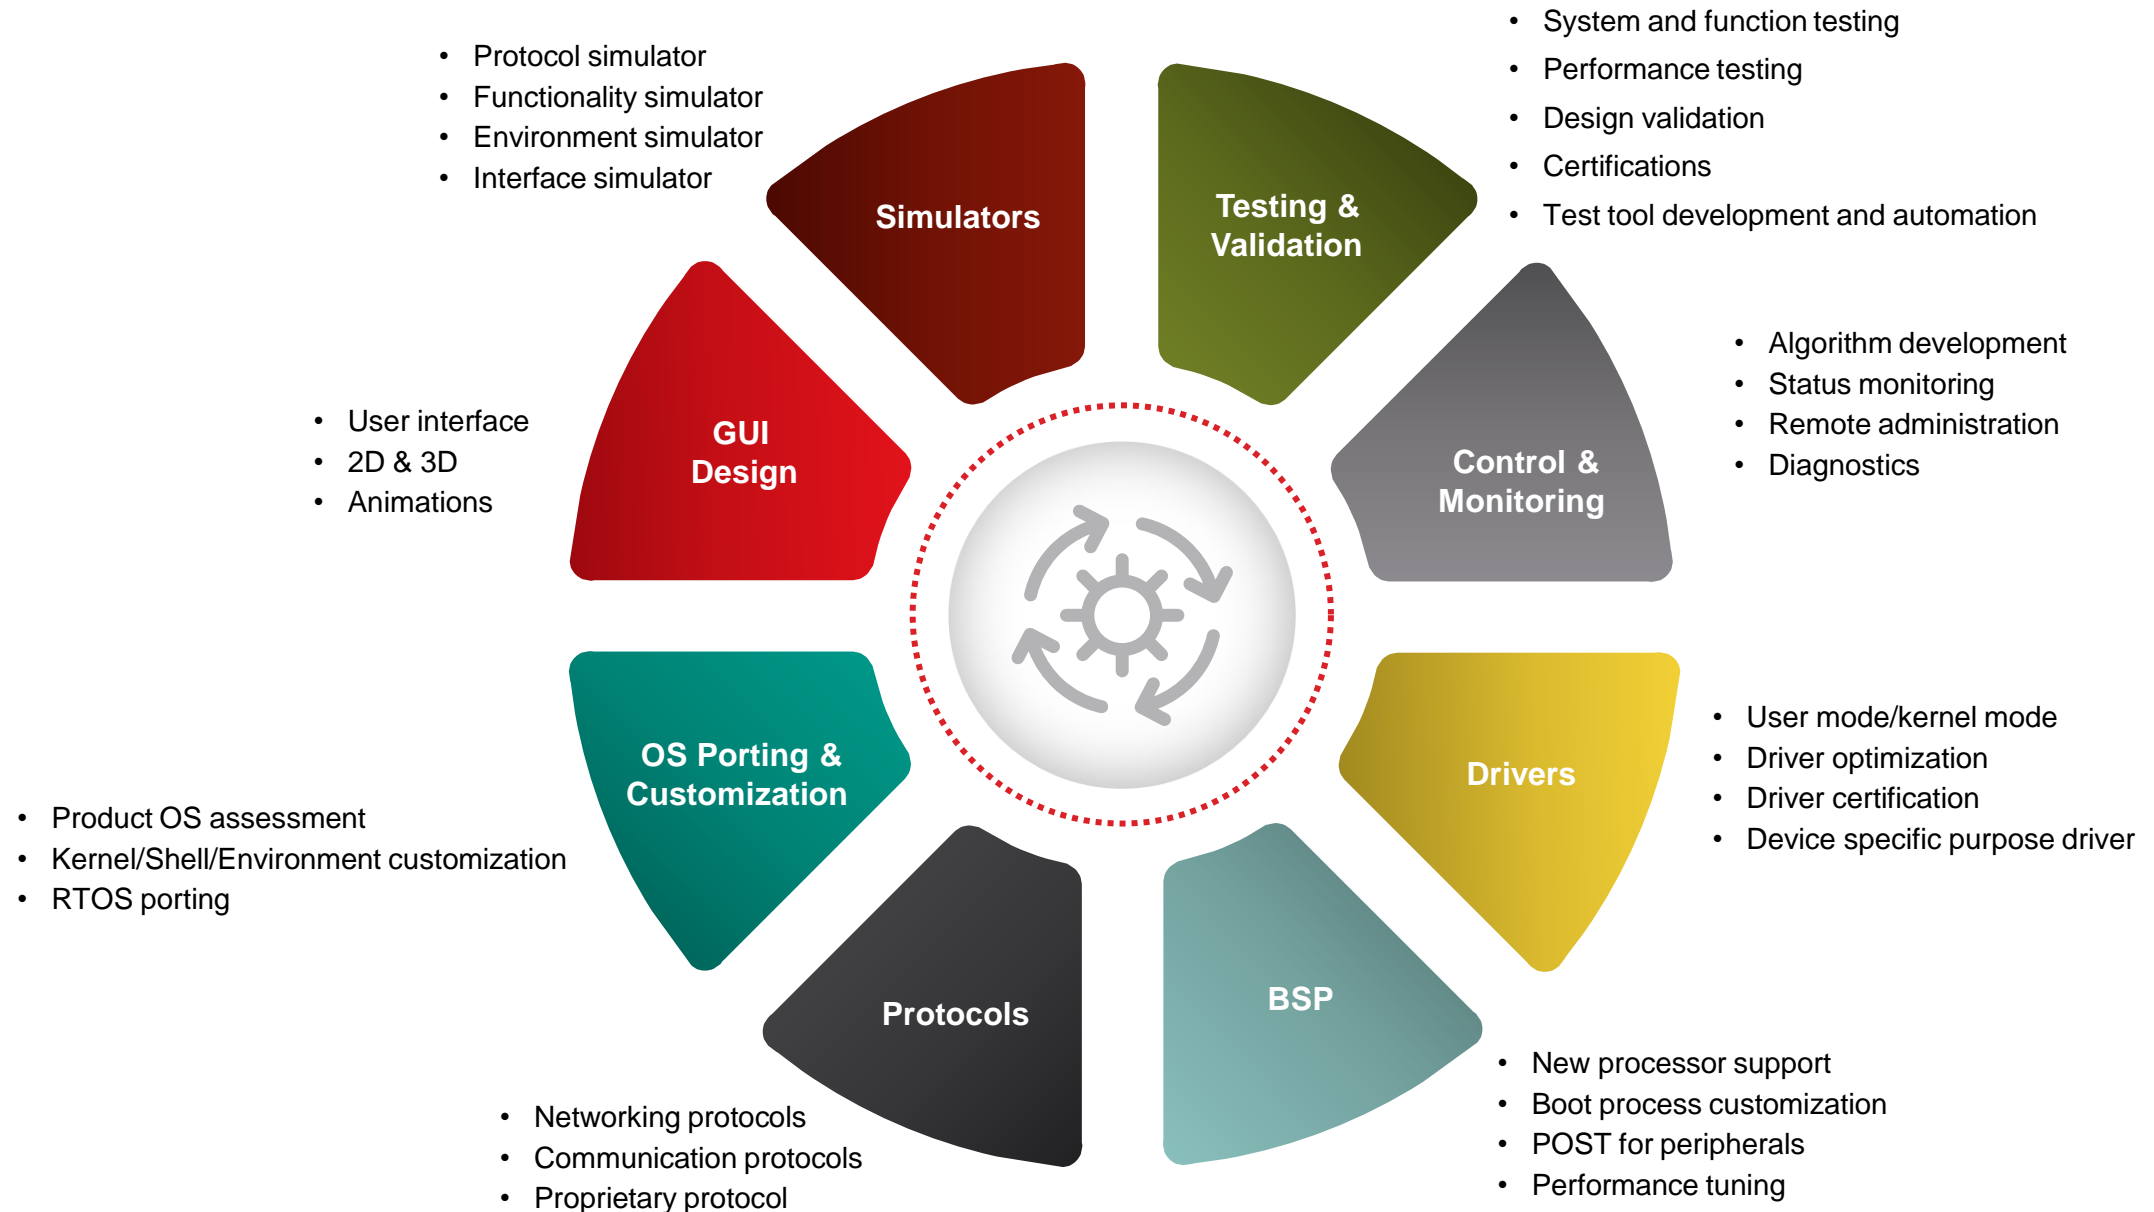 • Protocol simulator
• Functionality simulator
• Environment simulator
• Interface simulator
Simulators
Testing &
Validation
• System and function testing
• Performance testing
• Design validation
• Certifications
• Test tool development and automation
Control &
Monitoring
• Algorithm development
• Status monitoring
• Remote administration
• Diagnostics
Drivers
• User mode/kernel mode
• Driver optimization
• Driver certification
• Device specific purpose driver
BSP
• New processor support
• Boot process customization
• POST for peripherals
• Performance tuning
Protocols
• Networking protocols
• Communication protocols
• Proprietary protocol
OS Porting &
Customization
• Product OS assessment
• Kernel/Shell/Environment customization
• RTOS porting
GUI
Design
• User interface
• 2D & 3D
• Animations